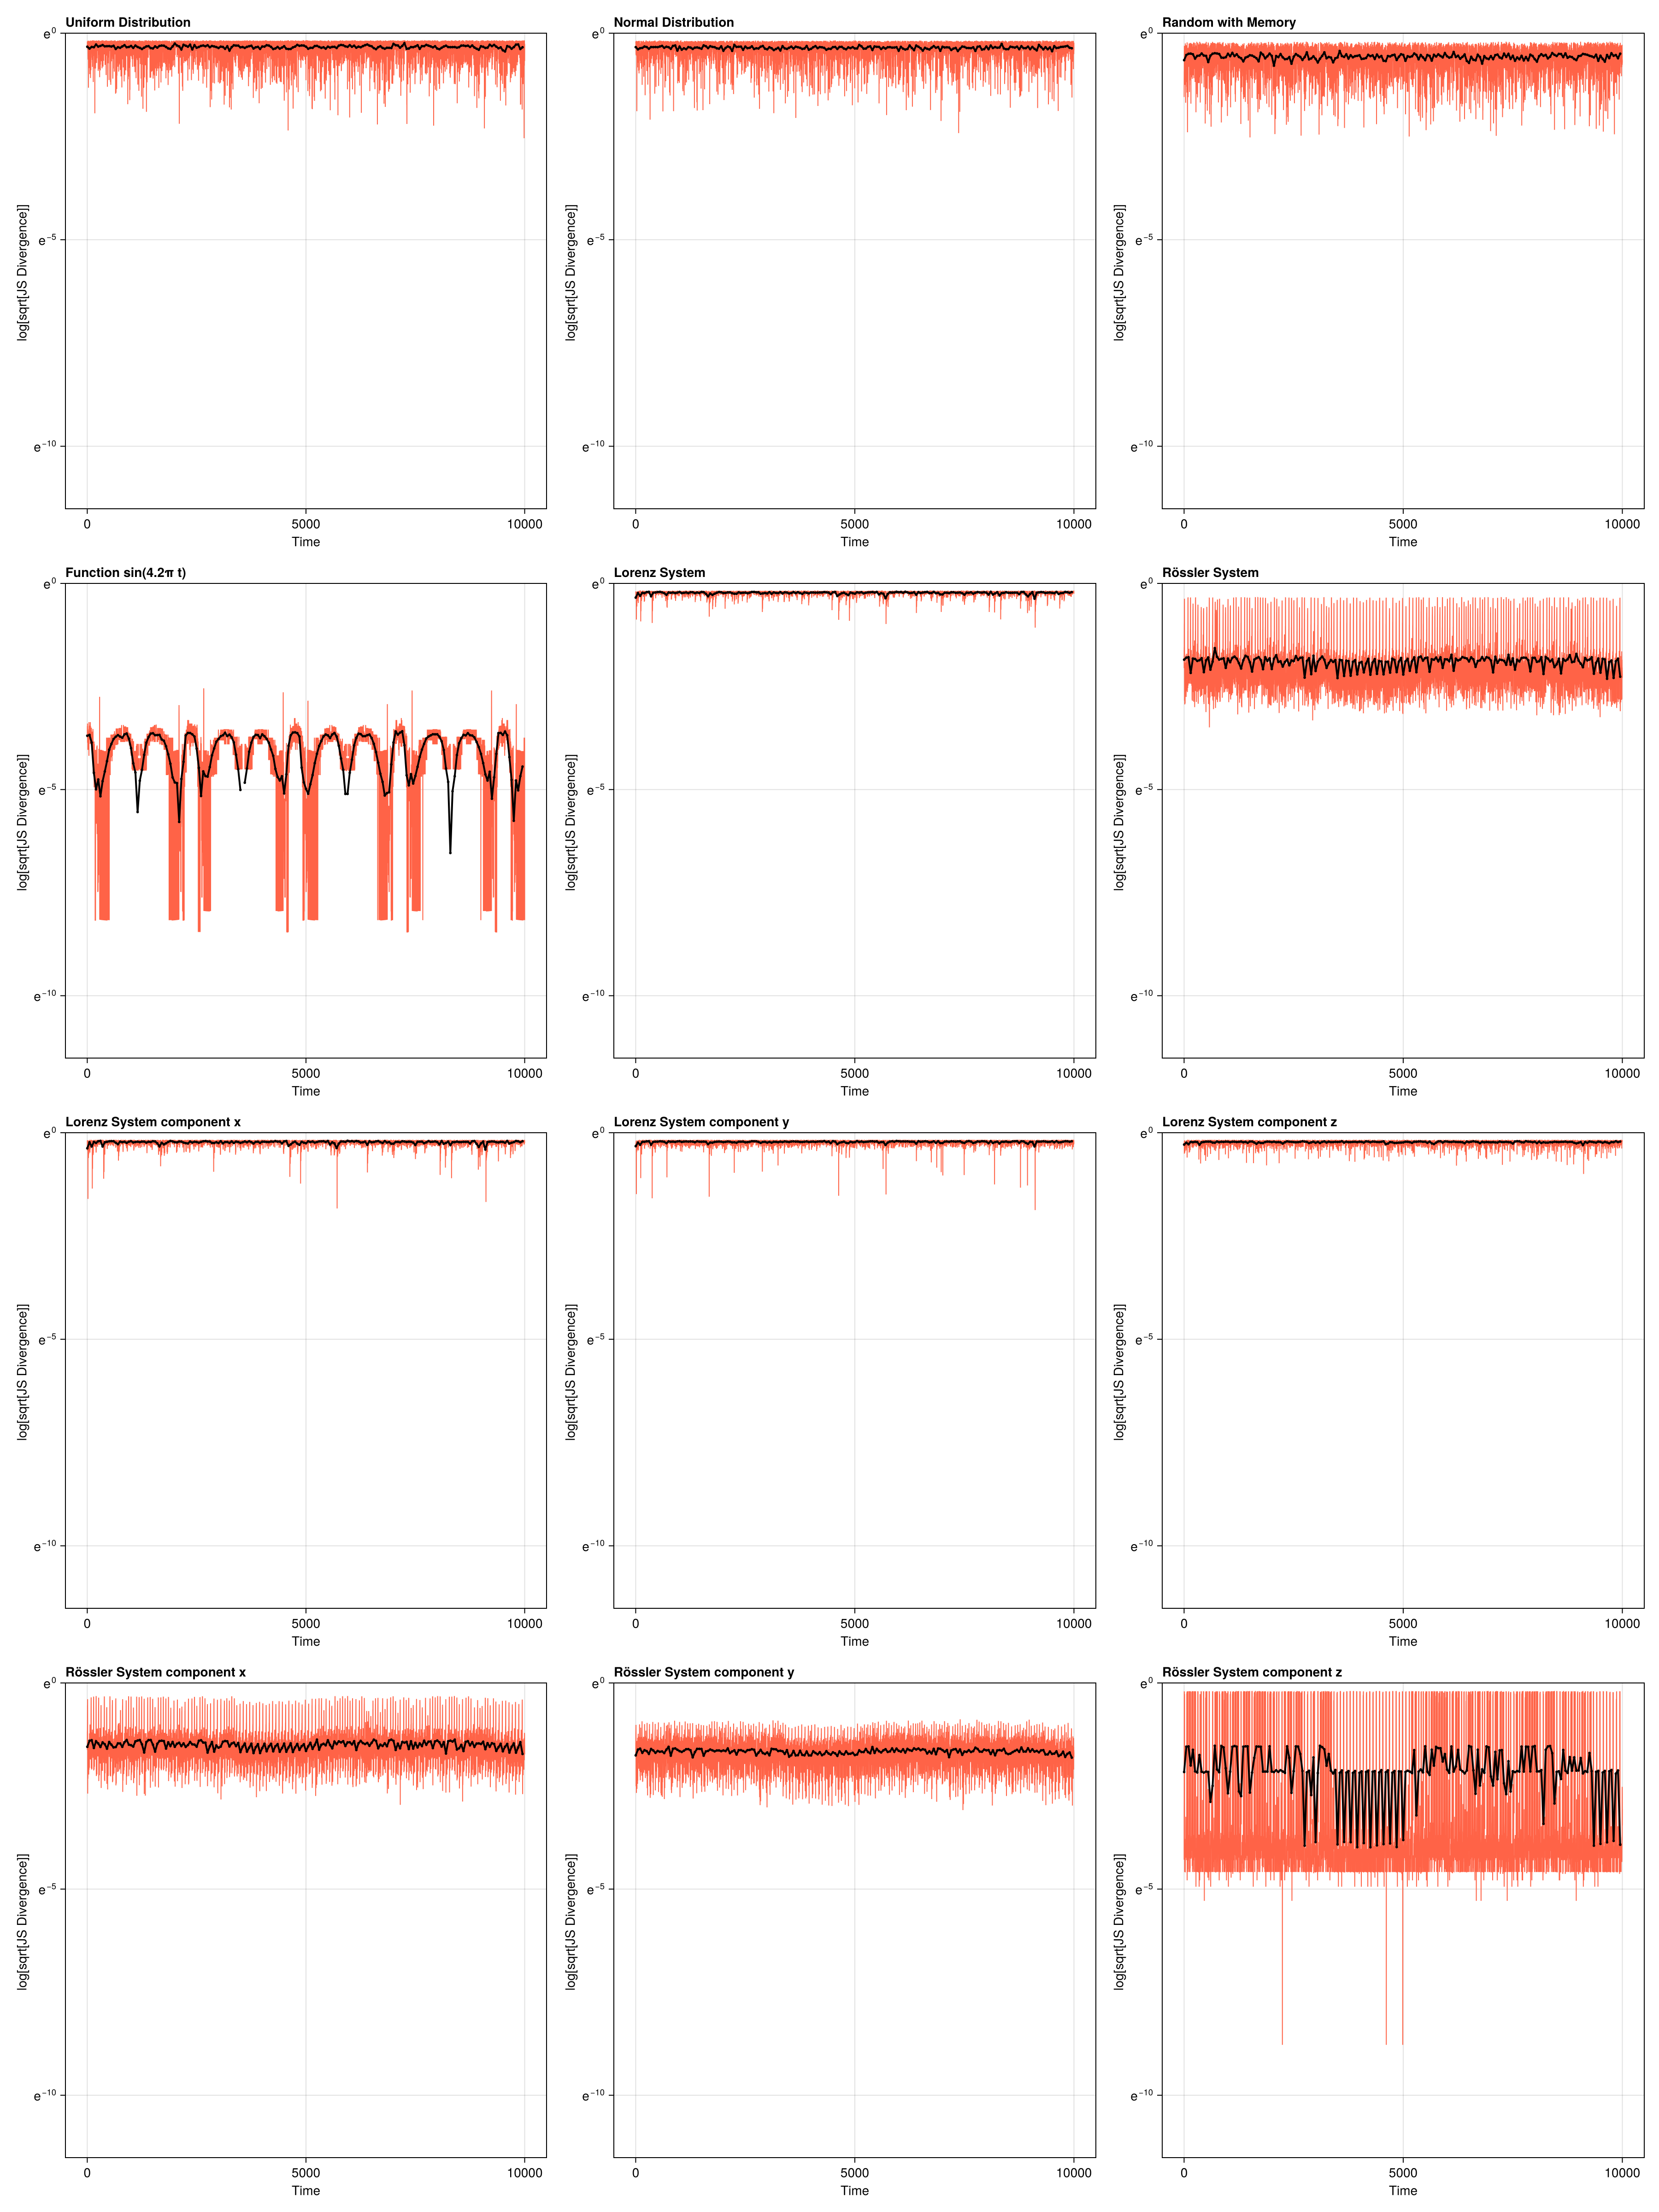 Uniform Distribution
Normal Distribution
Random with Memory
e0
e−5
e−10
log[sqrt[JS Divergence]]
0
5000
10000
Time
e0
e−5
e−10
log[sqrt[JS Divergence]]
0
5000
10000
Time
e0
e−5
e−10
log[sqrt[JS Divergence]]
0
5000
10000
Time
Function sin(4.2π t)
Lorenz System
Rössler System
e0
e−5
e−10
log[sqrt[JS Divergence]]
0
5000
10000
Time
e0
e−5
e−10
log[sqrt[JS Divergence]]
0
5000
10000
Time
e0
e−5
e−10
log[sqrt[JS Divergence]]
0
5000
10000
Time
Lorenz System component x
Lorenz System component y
Lorenz System component z
e0
e−5
e−10
log[sqrt[JS Divergence]]
0
5000
10000
Time
e0
e−5
e−10
log[sqrt[JS Divergence]]
0
5000
10000
Time
e0
e−5
e−10
log[sqrt[JS Divergence]]
0
5000
10000
Time
Rössler System component x
Rössler System component y
Rössler System component z
e0
e−5
e−10
log[sqrt[JS Divergence]]
0
5000
10000
Time
e0
e−5
e−10
log[sqrt[JS Divergence]]
0
5000
10000
Time
e0
e−5
e−10
log[sqrt[JS Divergence]]
0
5000
10000
Time